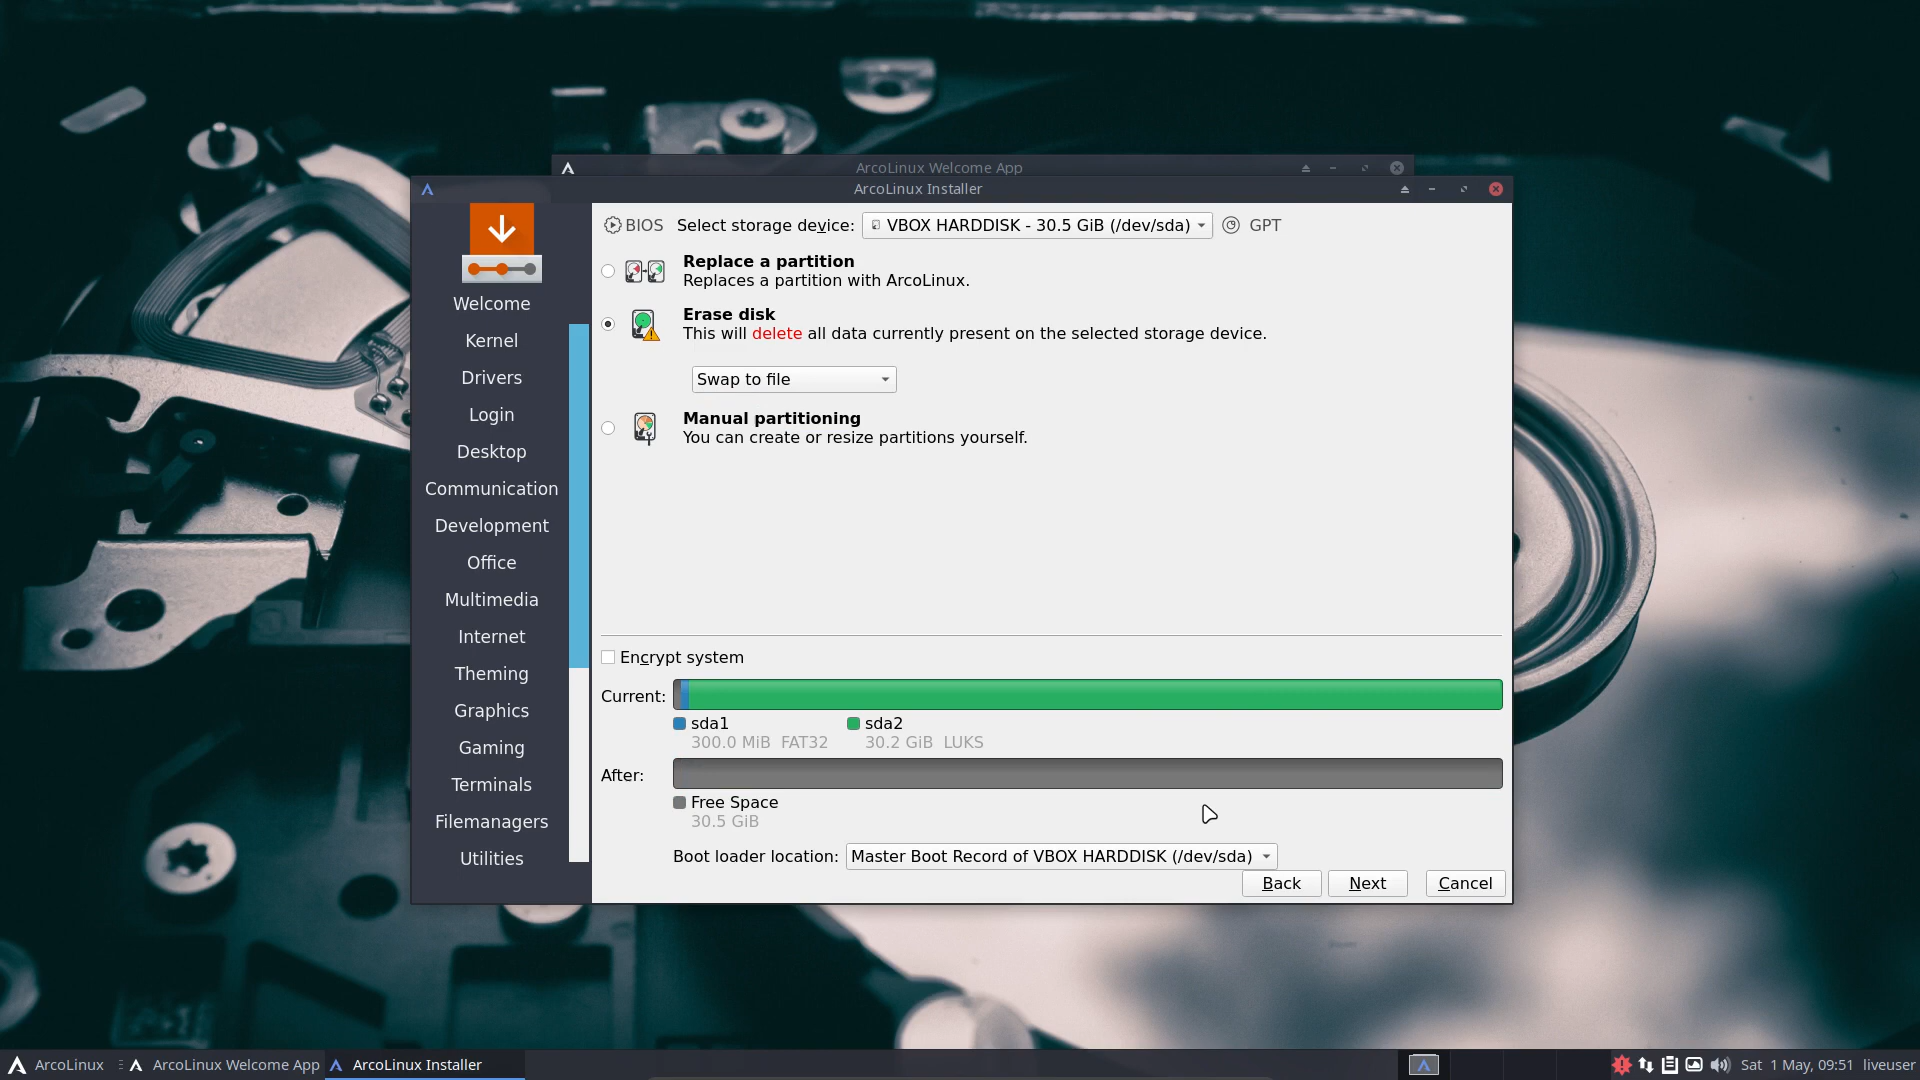 ArcoLinux Welcome App
ArcoLinux Installer
BIOS Select storage device: VBOX HARDDISK - 30.5 GiB (/dev/sda) GPT
Replace a partition
Replaces a partition with ArcoLinux.
Erase disk
This will delete all data currently present on the selected storage device.
Swap to file
Manual partitioning
You can create or resize partitions yourself.
Welcome
Kernel
Drivers
Login
Desktop
Communication
Development
Office
Multimedia
Internet
Theming
Graphics
Gaming
Terminals
Filemanagers
Utilities
Encrypt system
Current:
sda1 sda2
300.0 MiB FAT32 30.2 GiB LUKS
After:
Free Space
30.5 GiB
Boot loader location: Master Boot Record of VBOX HARDDISK (/dev/sda)
Back Next Cancel
ArcoLinux ArcoLinux Welcome App ArcoLinux Installer Sat 1 May, 09:51 liveuser